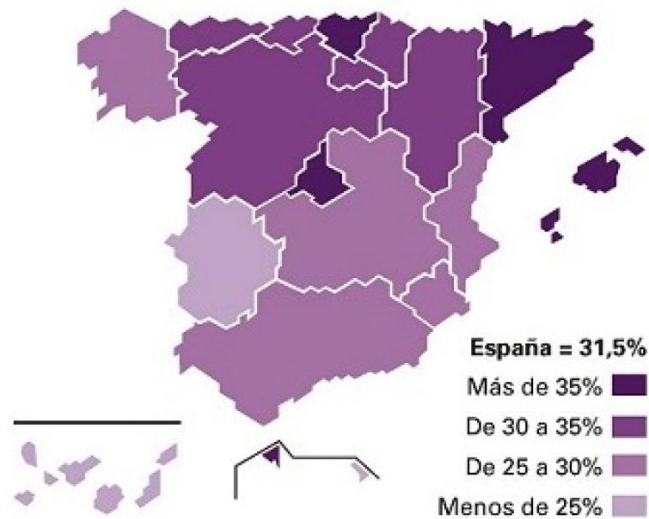 España = 31,5%
Más de 35%
De 30 a 35%
De 25 a 30%
Menos de 25%